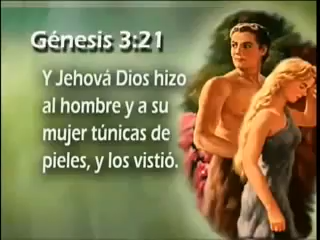 Génesis 3:21
Y Jehová Dios hizo
al hombre y a su
mujer túnicas de
pieles, y los vistió.